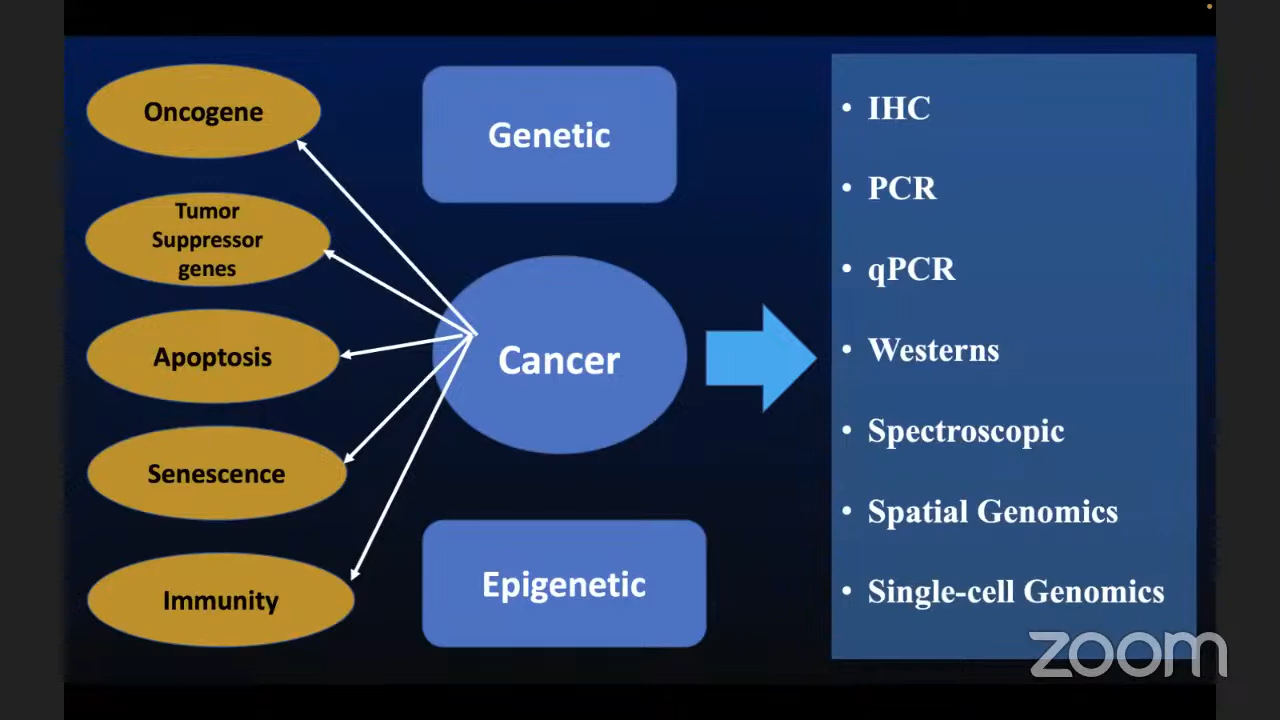 Oncogene
Tumor
Suppressor
genes
Apoptosis
Senescence
Immunity
Genetic
Cancer
Epigenetic
• IHC
• PCR
• qPCR
• Westerns
• Spectroscopic
• Spatial Genomics
• Single-cell Genomics
zoom